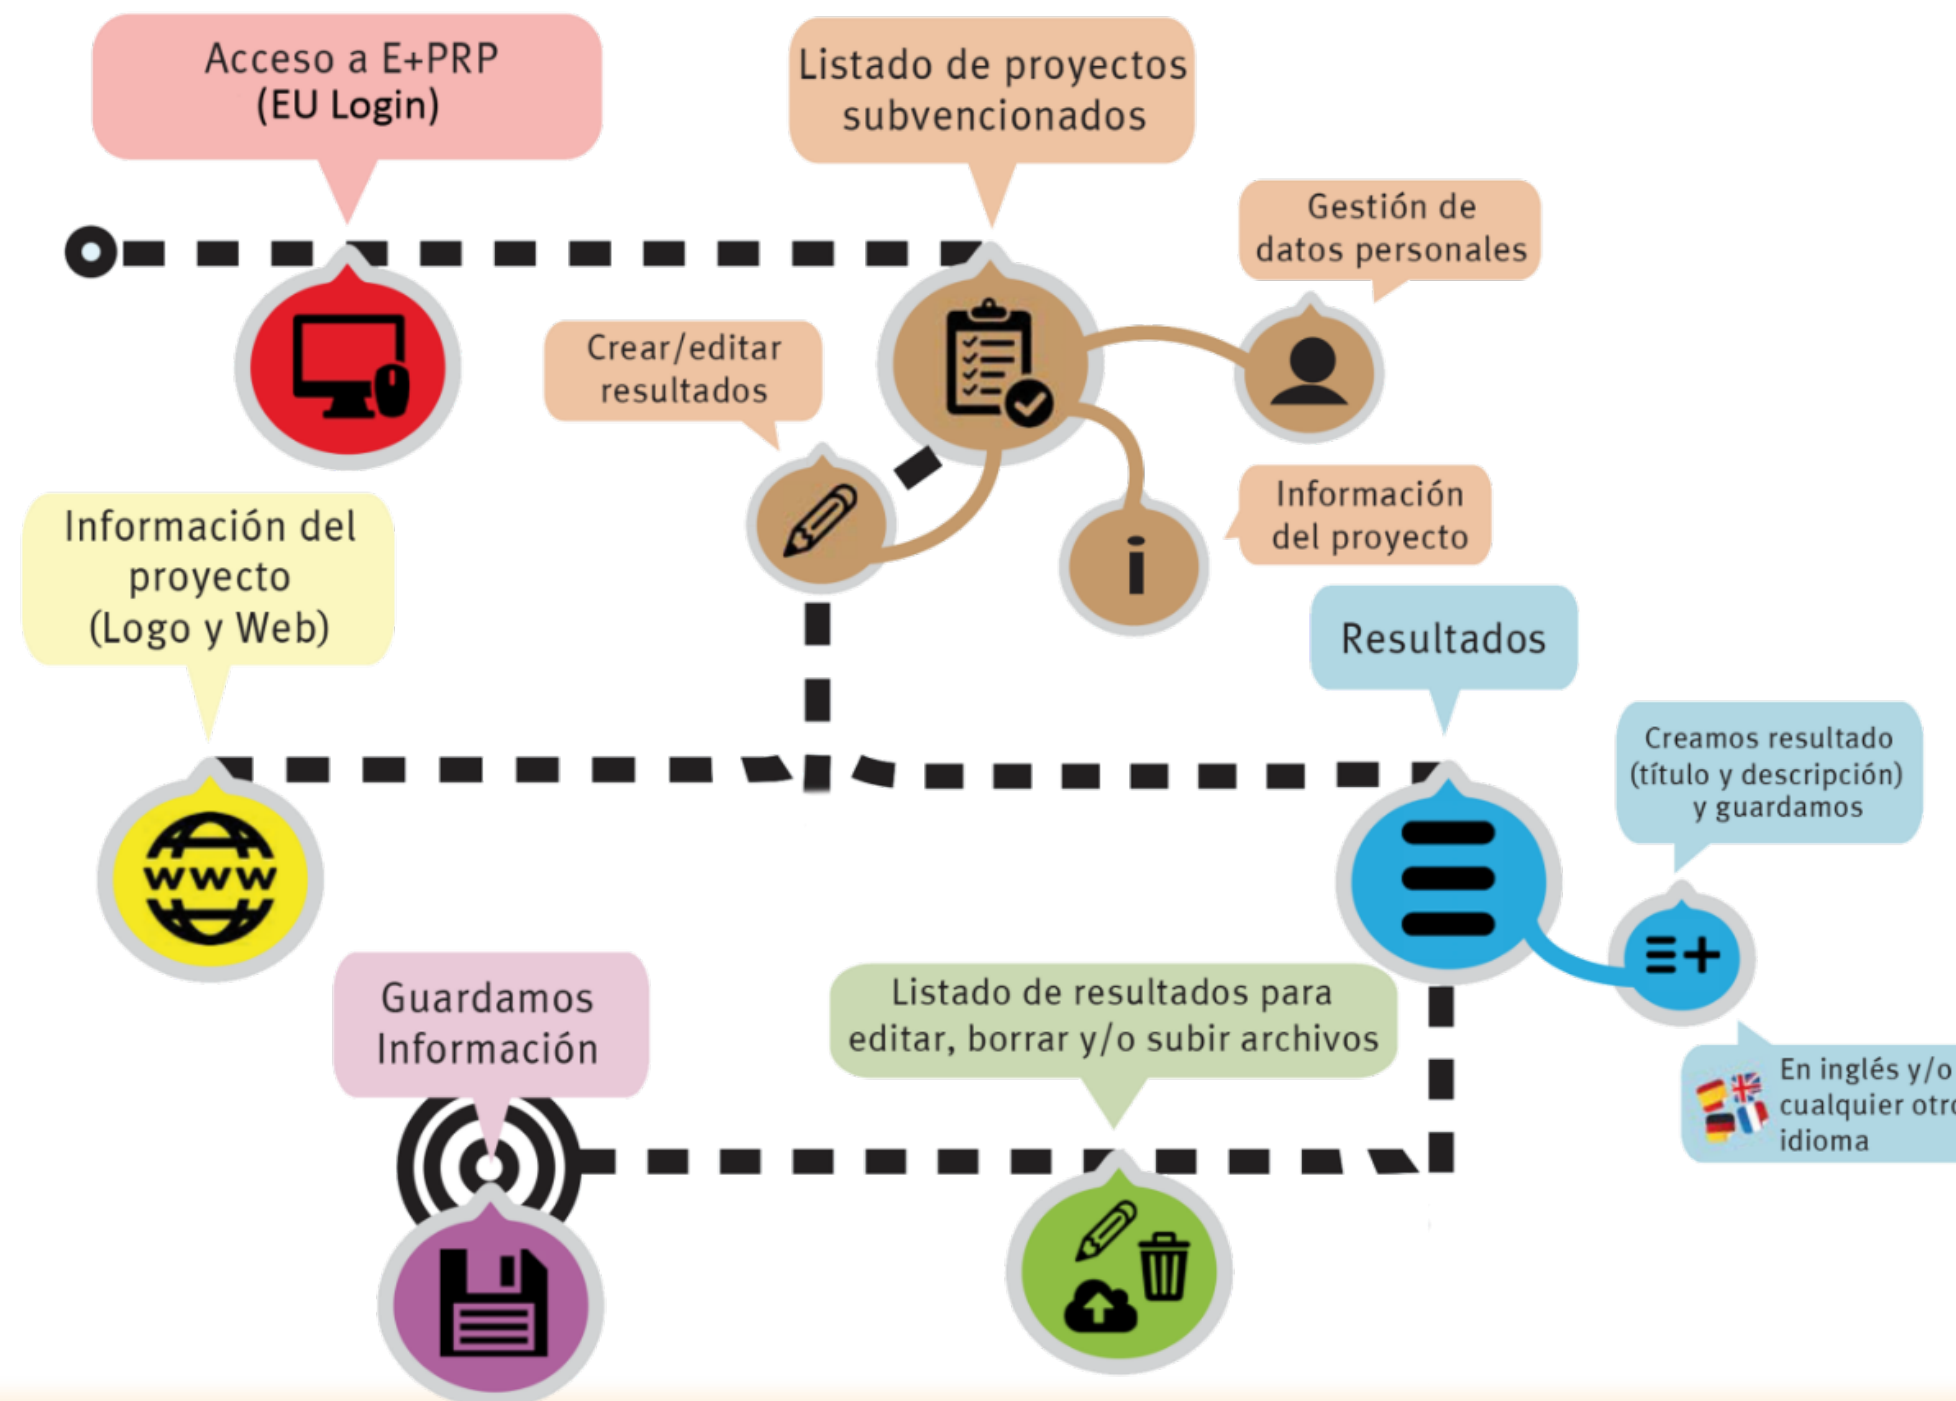 Acceso a E+PRP
(EU Login)
Listado de proyectos
subvencionados
Gestión de
datos personales
Crear/editar
resultados
Información
del proyecto
Información del
proyecto
(Logo y Web)
Resultados
Creamos resultado
(título y descripción)
y guardamos
www
Guardamos
Información
Listado de resultados para
editar, borrar y/o subir archivos
En inglés y/o
cualquier otro
idioma